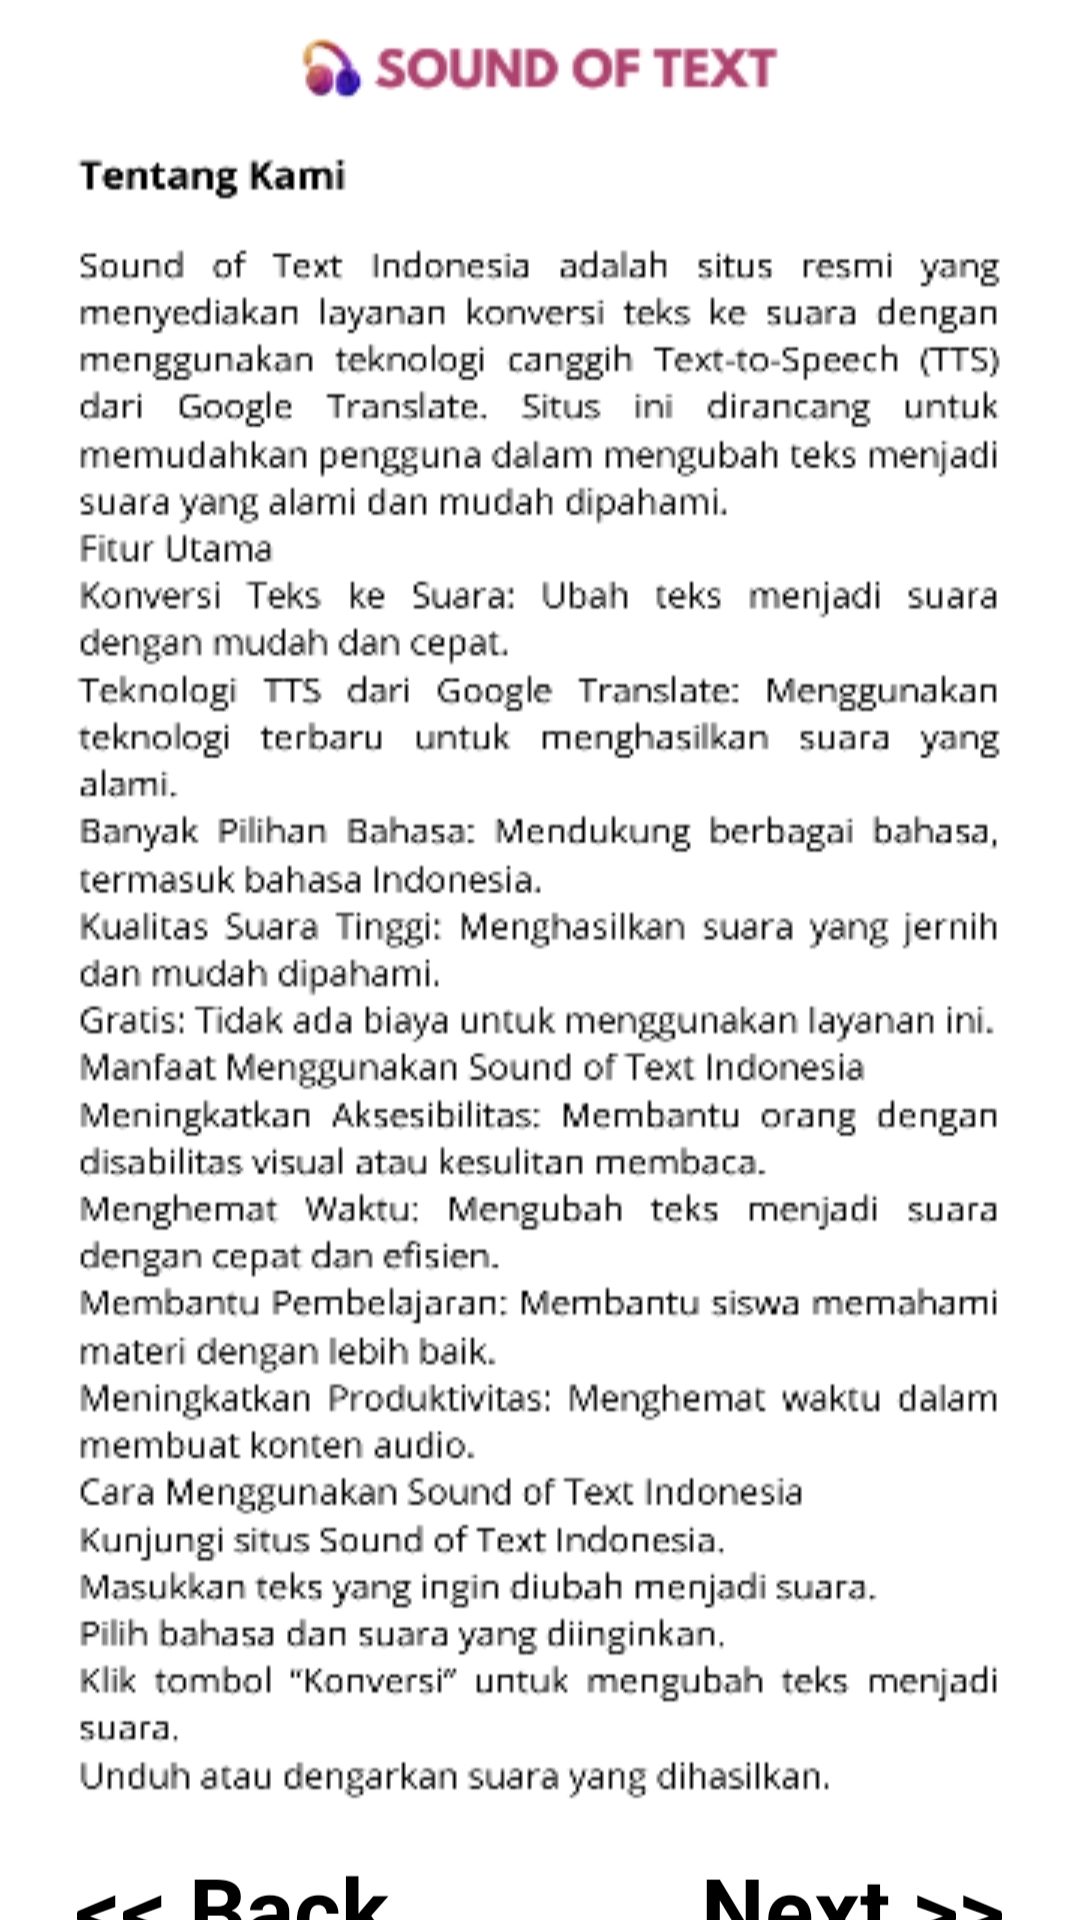 SOUND OF TEXT
Tentang Kami
Sound of Text Indonesia adalah situs resmi yang
menyediakan layanan konversi teks ke suara dengan
menggunakan teknologi canggih Text-to-Speech (TTS)
dari Google Translate. Situs ini dirancang untuk
memudahkan pengguna dalam mengubah teks menjadi
suara yang alami dan mudah dipahami.
Fitur Utama
Konversi Teks ke Suara: Ubah teks menjadi suara
dengan mudah dan cepat.
Teknologi TTS dari Google Translate: Menggunakan
teknologi terbaru untuk menghasilkan suara yang
alami.
Banyak Pilihan Bahasa: Mendukung berbagai bahasa,
termasuk bahasa Indonesia.
Kualitas Suara Tinggi: Menghasilkan suara yang jernih
dan mudah dipahami.
Gratis: Tidak ada biaya untuk menggunakan layanan ini.
Manfaat Menggunakan Sound of Text Indonesia
Meningkatkan Aksesibilitas: Membantu orang dengan
disabilitas visual atau kesulitan membaca.
Menghemat Waktu: Mengubah teks menjadi suara
dengan cepat dan efisien.
Membantu Pembelajaran: Membantu siswa memahami
materi dengan lebih baik.
Meningkatkan Produktivitas: Menghemat waktu dalam
membuat konten audio.
Cara Menggunakan Sound of Text Indonesia
Kunjungi situs Sound of Text Indonesia.
Masukkan teks yang ingin diubah menjadi suara.
Pilih bahasa dan suara yang diinginkan.
Klik tombol “Konversi” untuk mengubah teks menjadi
suara.
Unduh atau dengarkan suara yang dihasilkan.
<< Back Next >>